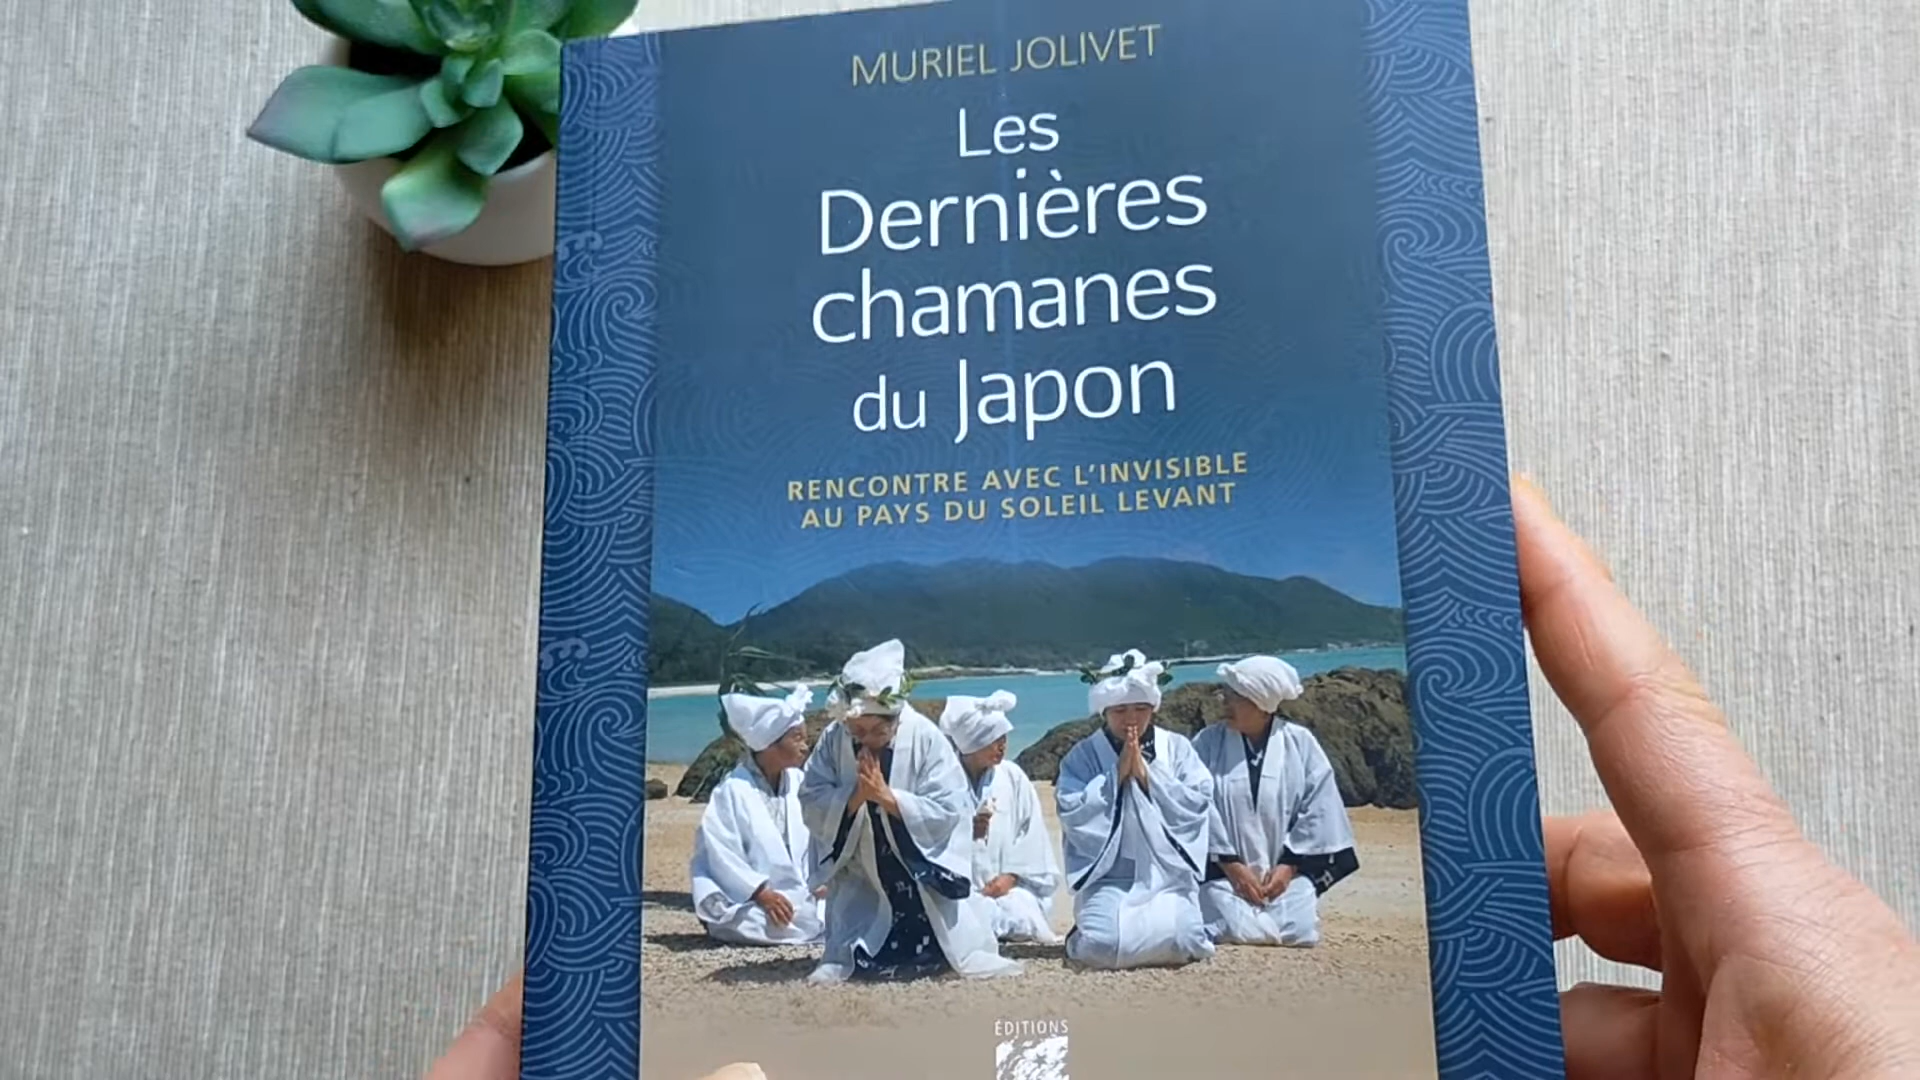 MURIEL JOLIVET
Les
Dernières
chamanes
du Japon
RENCONTRE AVEC L'INVISIBLE
AU PAYS DU SOLEIL LEVANT
ÉDITIONS